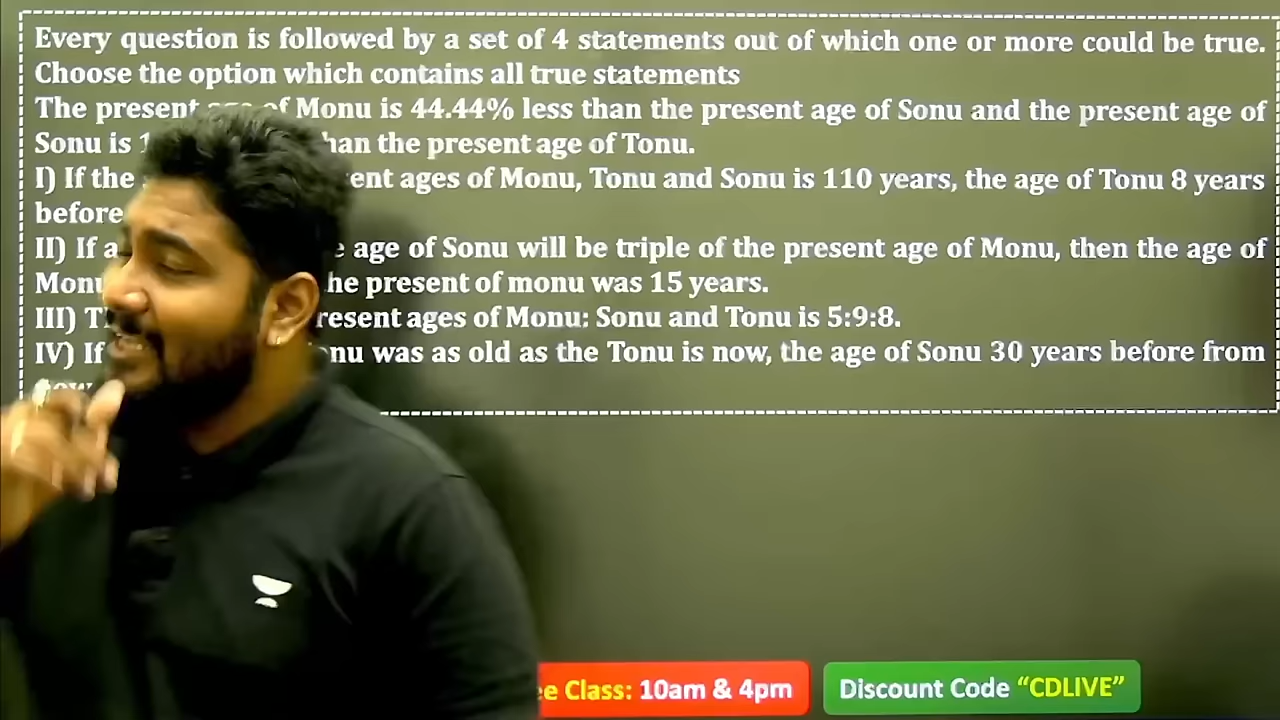 Every question is followed by a set of 4 statements out of which one or more could be true.
Choose the option which contains all true statements
The present of Monu is 44.44% less than the present age of Sonu and the present age of
Sonu is the present age of Tonu.
I) If the ages of Monu, Tonu and Sonu is 110 years, the age of Tonu 8 years
before
II) If age of Sonu will be triple of the present age of Monu, then the age of
the present of monu was 15 years.
III) ages of Monu: Sonu and Tonu is 5:9:8.
IV) If was as old as the Tonu is now, the age of Sonu 30 years before from
Class: 10am & 4pm
Discount Code “CDLIVE”